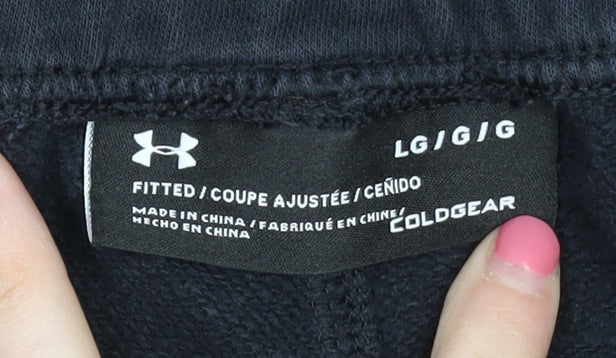 LG/G/G
FITTED / COUPE AJUSTÉE / CEÑIDO
MADE IN CHINA / FABRIQUÉ EN CHINE/
HECHO EN CHINA
COLDGEAR